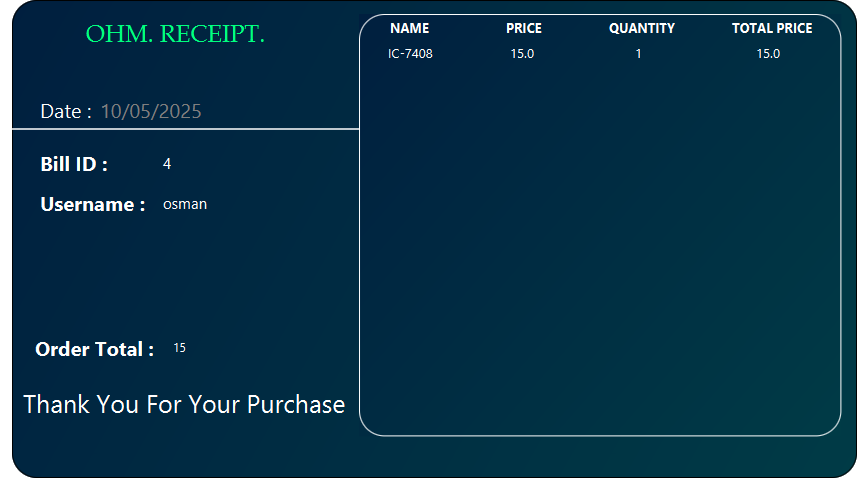 OHM. RECEIPT.
Date : 10/05/2025
Bill ID : 4
Username : osman
Order Total : 15
Thank You For Your Purchase
NAME PRICE QUANTITY TOTAL PRICE
IC-7408 15.0 1 15.0